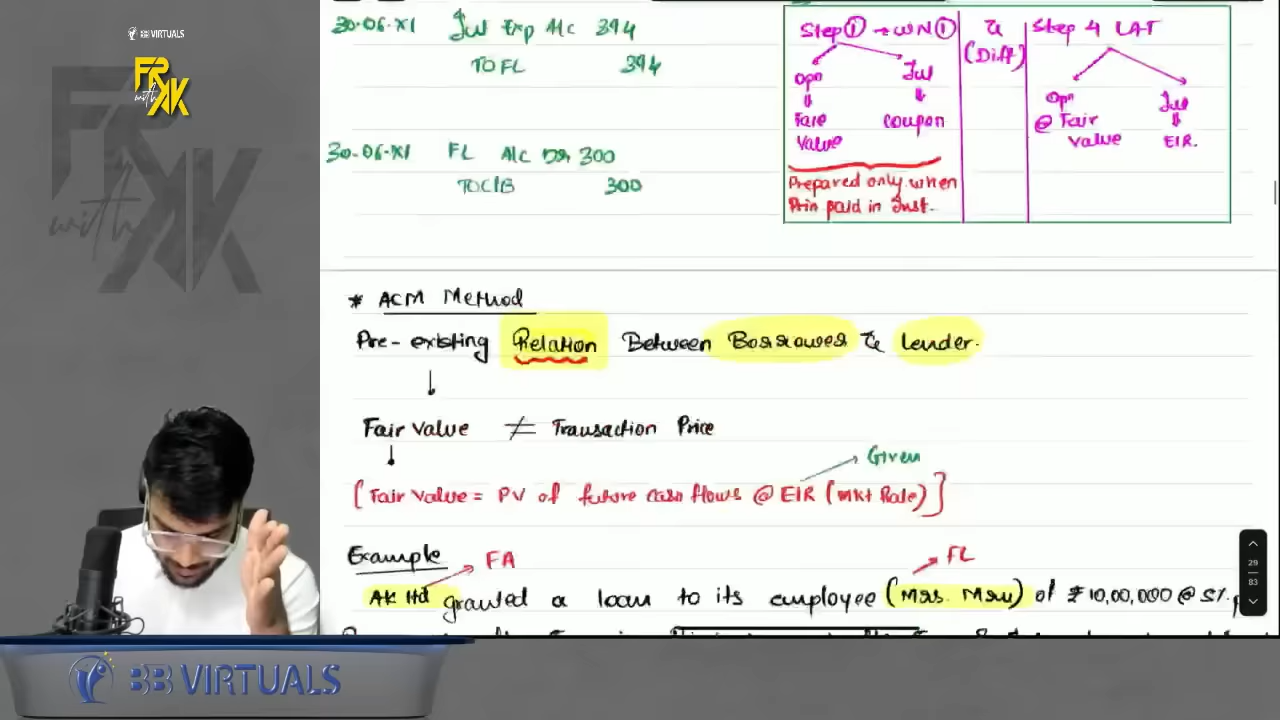 BB VIRTUALS
FR
with
AK
30.06.X1 Int Exp A/c 394
TO FL 394
30.06.X1 FL A/c Dr 300
TO C/B 300
Step ① → WN ①
& (Diff)
Step 4 LAT
Opn Int
Face Value
Coupon
Prepared only when
Prin paid in Inst.
Opn Int
@ Fair Value
EIR.
* ACM Method
Pre-existing Relation Between Borrower & lender.
Fair Value ≠ Transaction Price
Given
[Fair Value = PV of future cash flows @ EIR (Mkt Rate)]
Example
FA
FL
AK ltd granted a loan to its employee (Mrs. Mrу) of ₹10,00,000 @ 5%. p
29
83
BB VIRTUALS